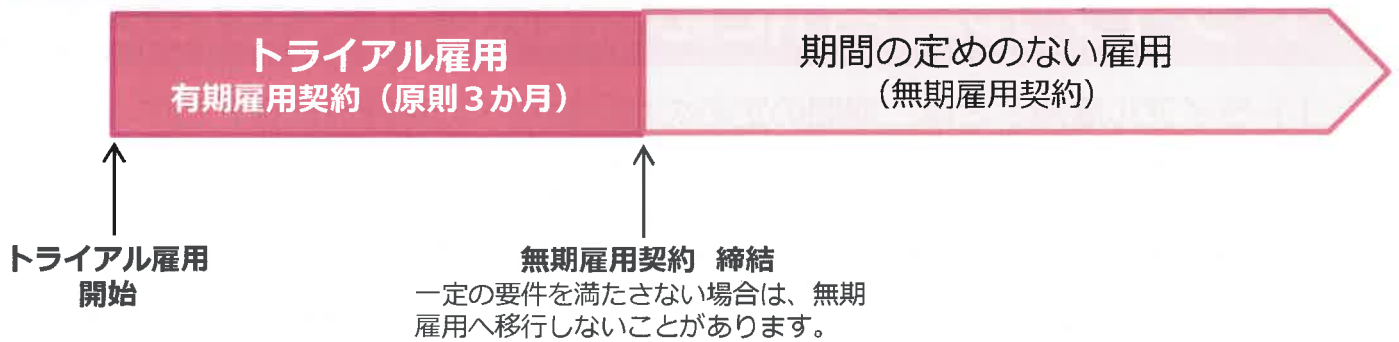 トライアル雇用
有期雇用契約（原則３か月）
期間の定めのない雇用
（無期雇用契約）
トライアル雇用
開始
無期雇用契約 締結
一定の要件を満たさない場合は、無期
雇用へ移行しないことがあります。